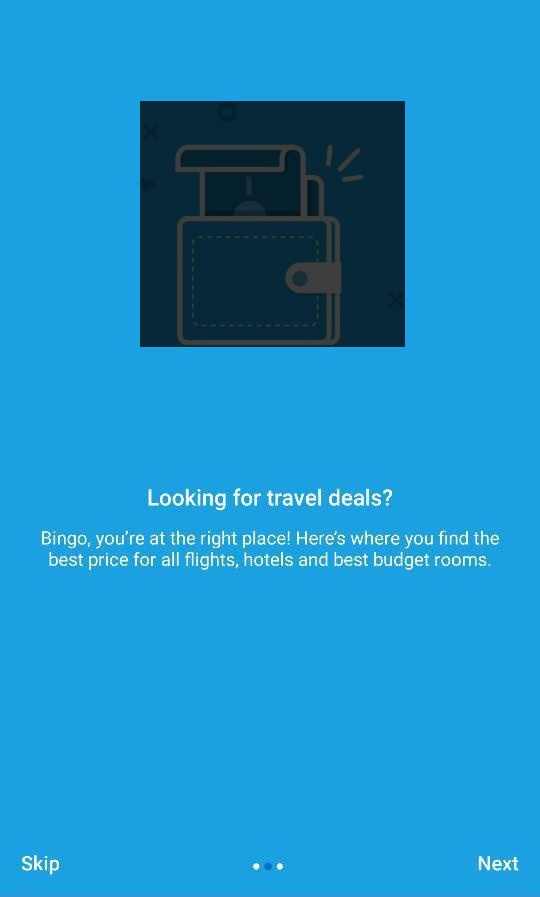 Looking for travel deals?
Bingo, you’re at the right place! Here’s where you find the
best price for all flights, hotels and best budget rooms.
Skip
Next